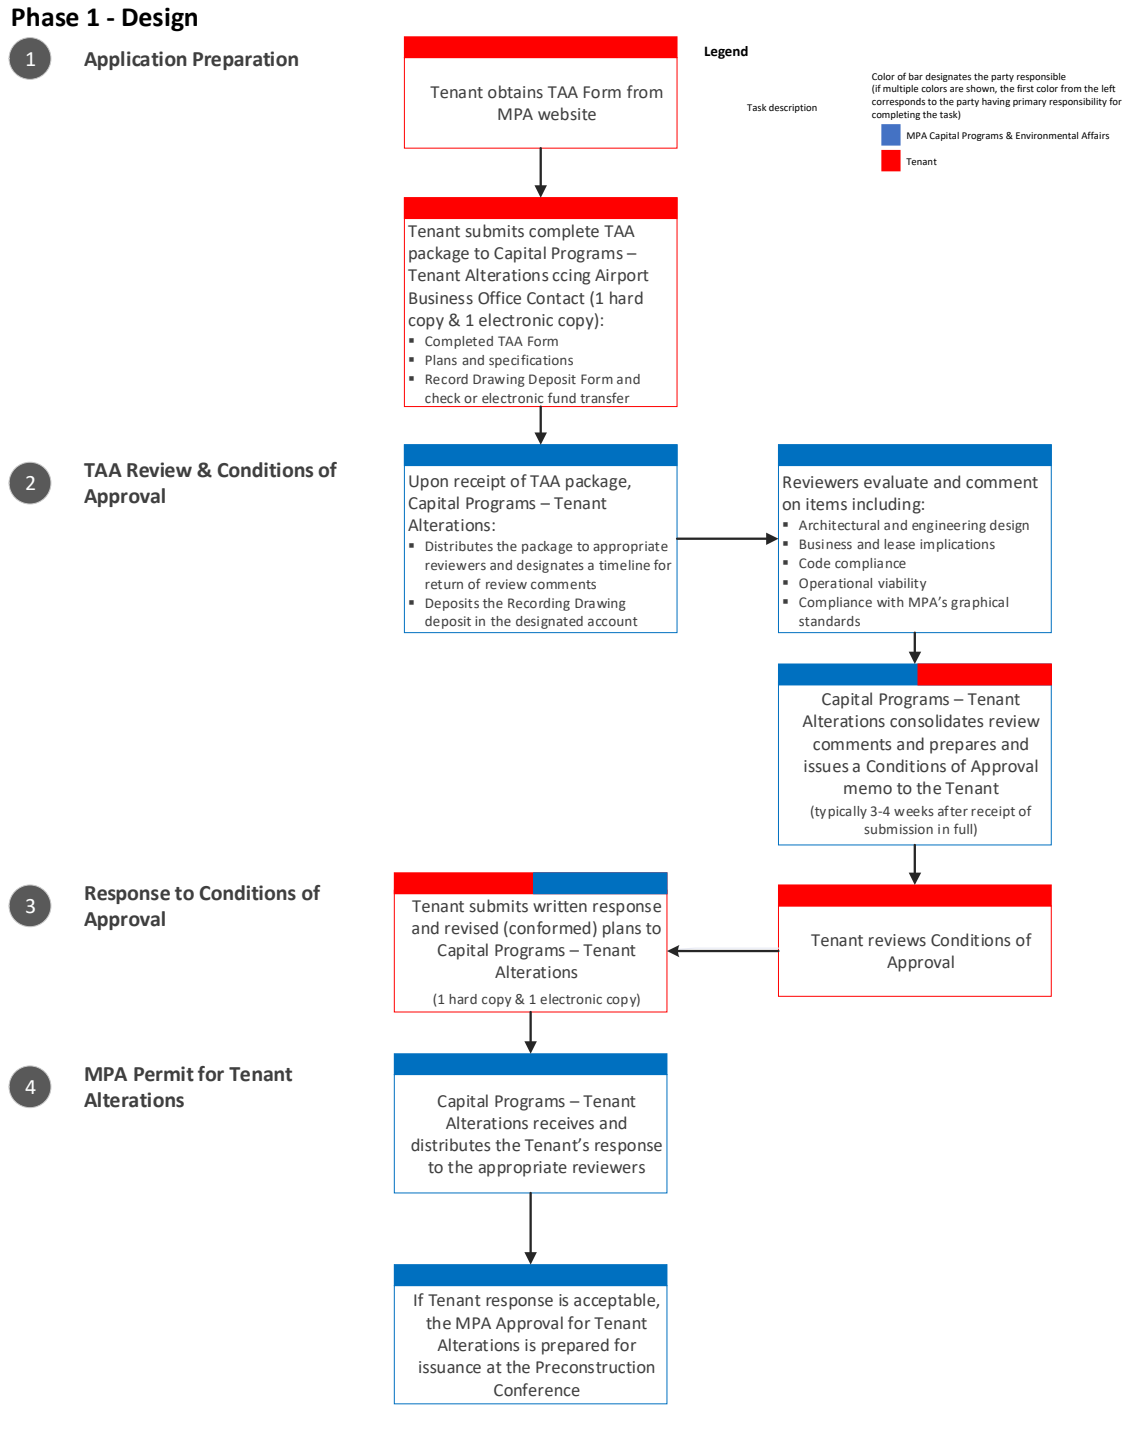 Phase 1 - Design
1
Application Preparation
Tenant obtains TAA Form from
MPA website
Legend
Task description
Color of bar designates the party responsible
(if multiple colors are shown, the first color from the left
corresponds to the party having primary responsibility for
completing the task)
MPA Capital Programs & Environmental Affairs
Tenant
Tenant submits complete TAA
package to Capital Programs –
Tenant Alterations ccing Airport
Business Office Contact (1 hard
copy & 1 electronic copy):
▪ Completed TAA Form
▪ Plans and specifications
▪ Record Drawing Deposit Form and
check or electronic fund transfer
2
TAA Review & Conditions of
Approval
Upon receipt of TAA package,
Capital Programs – Tenant
Alterations:
▪ Distributes the package to appropriate
reviewers and designates a timeline for
return of review comments
▪ Deposits the Recording Drawing
deposit in the designated account
Reviewers evaluate and comment
on items including:
▪ Architectural and engineering design
▪ Business and lease implications
▪ Code compliance
▪ Operational viability
▪ Compliance with MPA's graphical
standards
Capital Programs – Tenant
Alterations consolidates review
comments and prepares and
issues a Conditions of Approval
memo to the Tenant
(typically 3-4 weeks after receipt of
submission in full)
3
Response to Conditions of
Approval
Tenant submits written response
and revised (conformed) plans to
Capital Programs – Tenant
Alterations
(1 hard copy & 1 electronic copy)
Tenant reviews Conditions of
Approval
4
MPA Permit for Tenant
Alterations
Capital Programs – Tenant
Alterations receives and
distributes the Tenant's response
to the appropriate reviewers
If Tenant response is acceptable,
the MPA Approval for Tenant
Alterations is prepared for
issuance at the Preconstruction
Conference